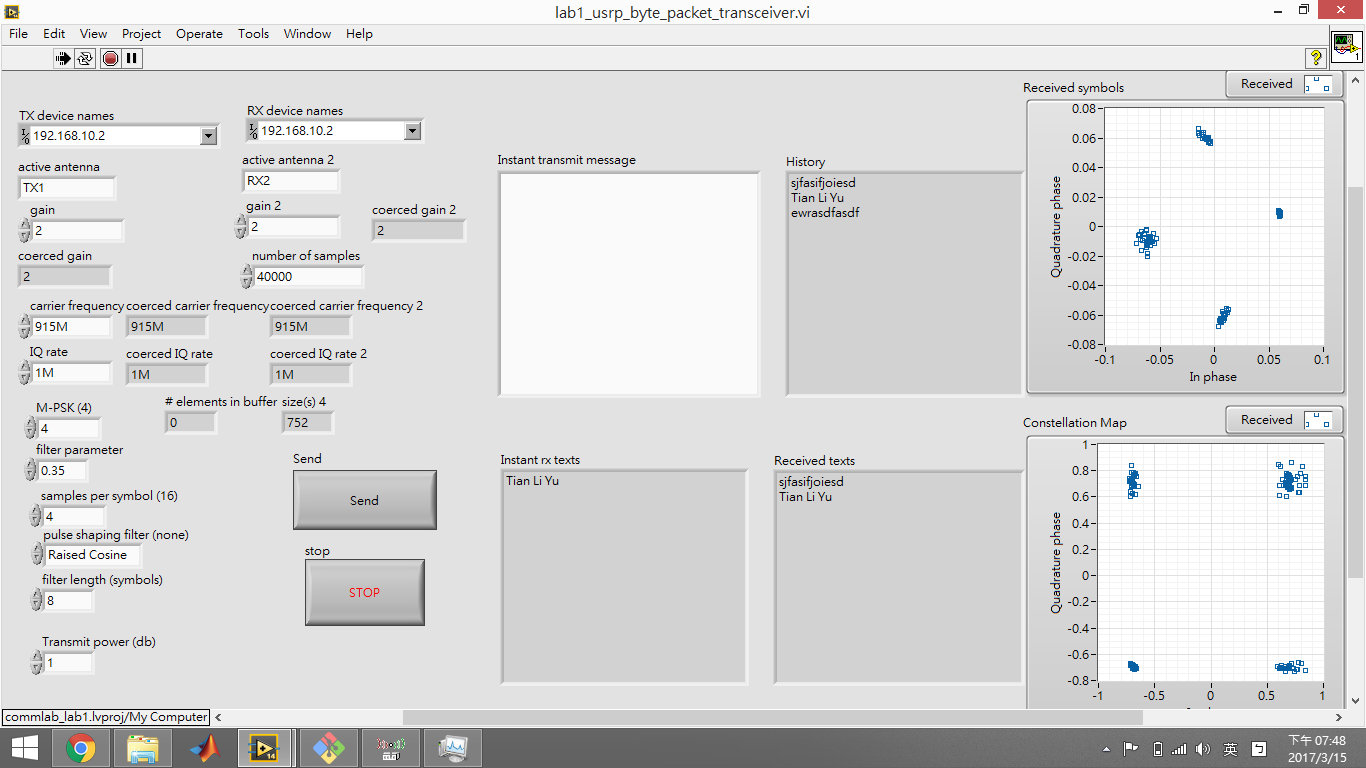 lab1_usrp_byte_packet_transceiver.vi
File Edit View Project Operate Tools Window Help
TX device names
192.168.10.2
RX device names
192.168.10.2
active antenna
TX1
active antenna 2
RX2
gain
2
gain 2
2
coerced gain 2
2
coerced gain
2
number of samples
40000
carrier frequency
915M
coerced carrier frequency
915M
coerced carrier frequency 2
915M
IQ rate
1M
coerced IQ rate
1M
coerced IQ rate 2
1M
M-PSK (4)
4
# elements in buffer
0
size(s) 4
752
filter parameter
0.35
samples per symbol (16)
4
pulse shaping filter (none)
Raised Cosine
filter length (symbols)
8
Transmit power (db)
1
Send
Send
stop
STOP
Instant transmit message
History
sjfasifjoiesd
Tian Li Yu
ewrasdfasdf
Instant rx texts
Tian Li Yu
Received texts
sjfasifjoiesd
Tian Li Yu
Received symbols
Received
Quadrature phase
0.08
0.06
0.04
0.02
0
-0.02
-0.04
-0.06
-0.08
-0.1 -0.05 0 0.05 0.1
In phase
Constellation Map
Received
Quadrature phase
1
0.8
0.6
0.4
0.2
0
-0.2
-0.4
-0.6
-0.8
-1 -0.5 0 0.5 1
commlab_lab1.lvproj/My Computer
英
下午 07:48
2017/3/15